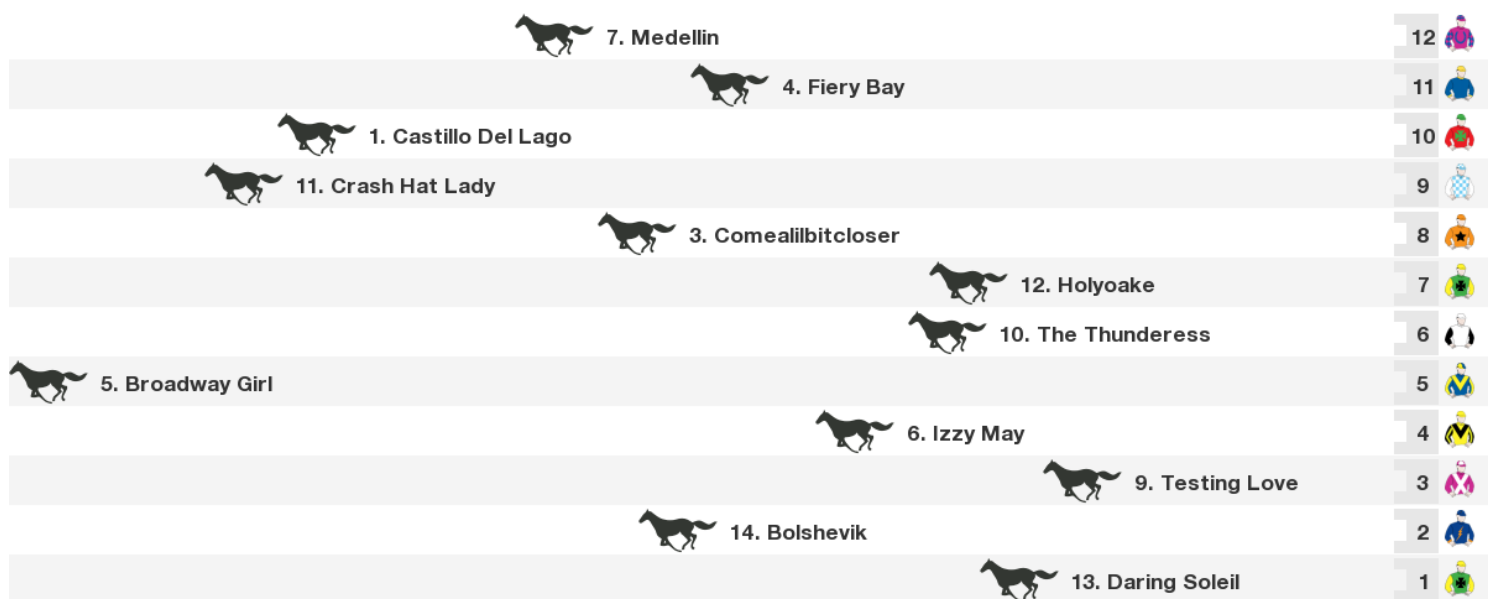 7. Medellin 12
4. Fiery Bay 11
1. Castillo Del Lago 10
11. Crash Hat Lady 9
3. Comealilbitcloser 8
12. Holyoake 7
10. The Thunderess 6
5. Broadway Girl 5
6. Izzy May 4
9. Testing Love 3
14. Bolshevik 2
13. Daring Soleil 1